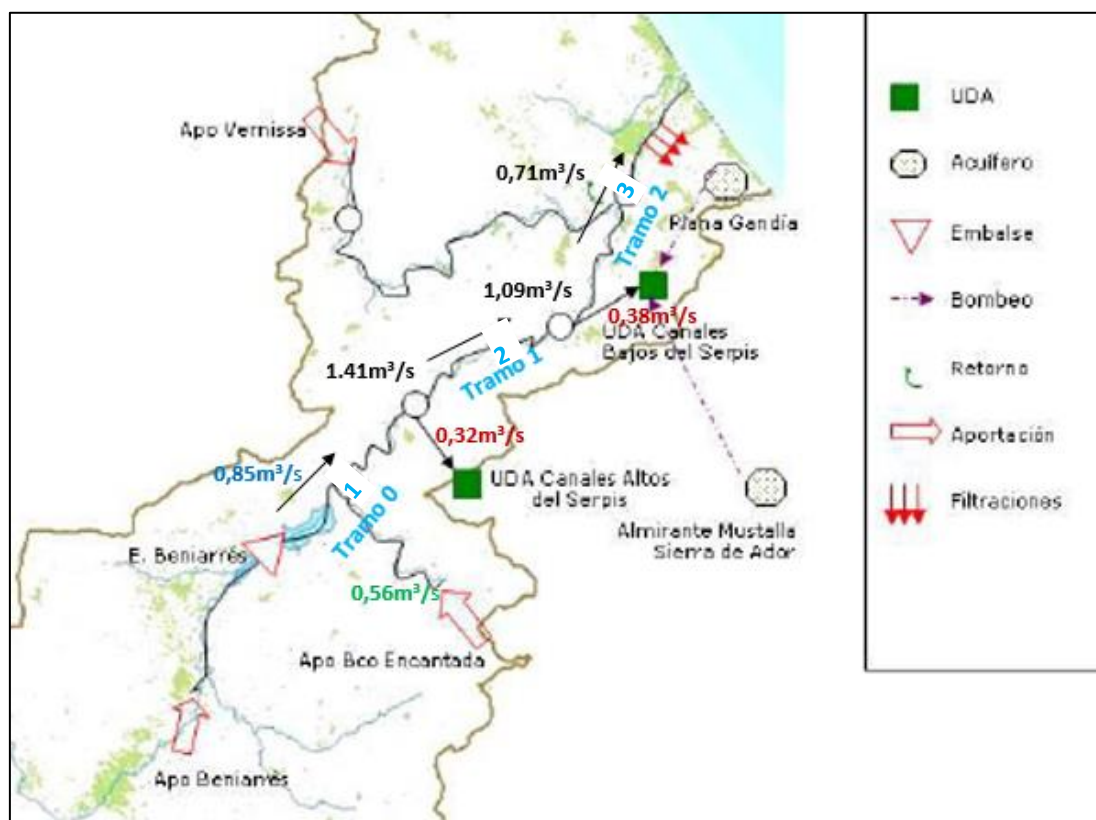 Apo Vernissa
0,71m³/s
3
Tramo 2
Plana Gandía
1,09m³/s
0,38m³/s
UDA Canales
Bajos del Serpis
2
Tramo 1
1.41m³/s
0,32m³/s
0,85m³/s
1
Tramo 0
UDA Canales Altos
del Serpis
Almirante Mustalla
Sierra de Ador
E. Beniarrés
0,56m³/s
Apo Bco Encantada
Apo Beniarrés
UDA
Acuífero
Embalse
Bombeo
Retorno
Aportación
Filtraciones